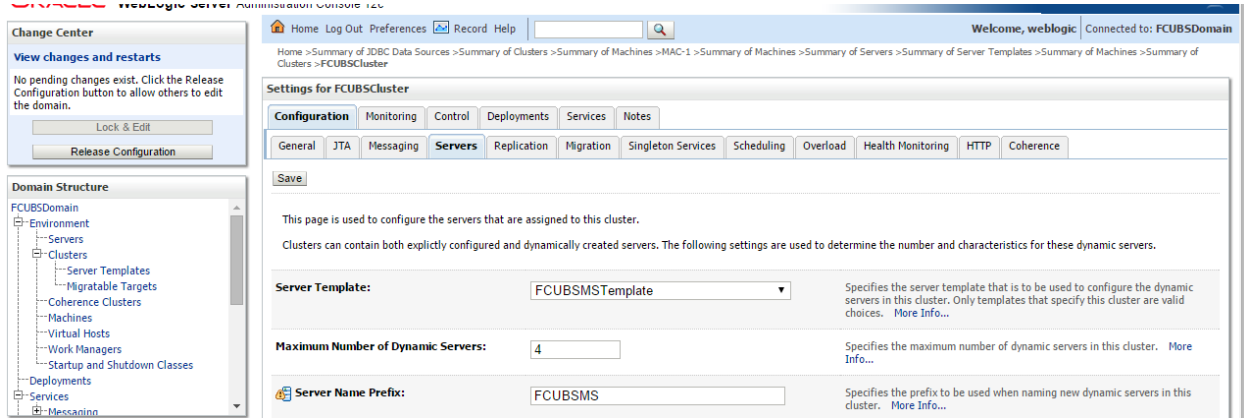 ORACLE WebLogic Server Administration Console 12c
Change Center
View changes and restarts
No pending changes exist. Click the Release
Configuration button to allow others to edit
the domain.
Lock & Edit
Release Configuration
Domain Structure
FCUBSDomain
Environment
Servers
Clusters
Server Templates
Migratable Targets
Coherence Clusters
Machines
Virtual Hosts
Work Managers
Startup and Shutdown Classes
Deployments
Services
Messaging
Home Log Out Preferences Record Help
Welcome, weblogic Connected to: FCUBSDomain
Home >Summary of JDBC Data Sources >Summary of Clusters >Summary of Machines >MAC-1 >Summary of Machines >Summary of Servers >Summary of Server Templates >Summary of Machines >Summary of
Clusters >FCUBSCluster
Settings for FCUBSCluster
Configuration Monitoring Control Deployments Services Notes
General JTA Messaging Servers Replication Migration Singleton Services Scheduling Overload Health Monitoring HTTP Coherence
Save
This page is used to configure the servers that are assigned to this cluster.
Clusters can contain both explictly configured and dynamically created servers. The following settings are used to determine the number and characteristics for these dynamic servers.
Server Template:
FCUBSMSTemplate
Specifies the server template that is to be used to configure the dynamic
servers in this cluster. Only templates that specify this cluster are valid
choices. More Info...
Maximum Number of Dynamic Servers:
4
Specifies the maximum number of dynamic servers in this cluster. More
Info...
Server Name Prefix:
FCUBSMS
Specifies the prefix to be used when naming new dynamic servers in this
cluster. More Info...